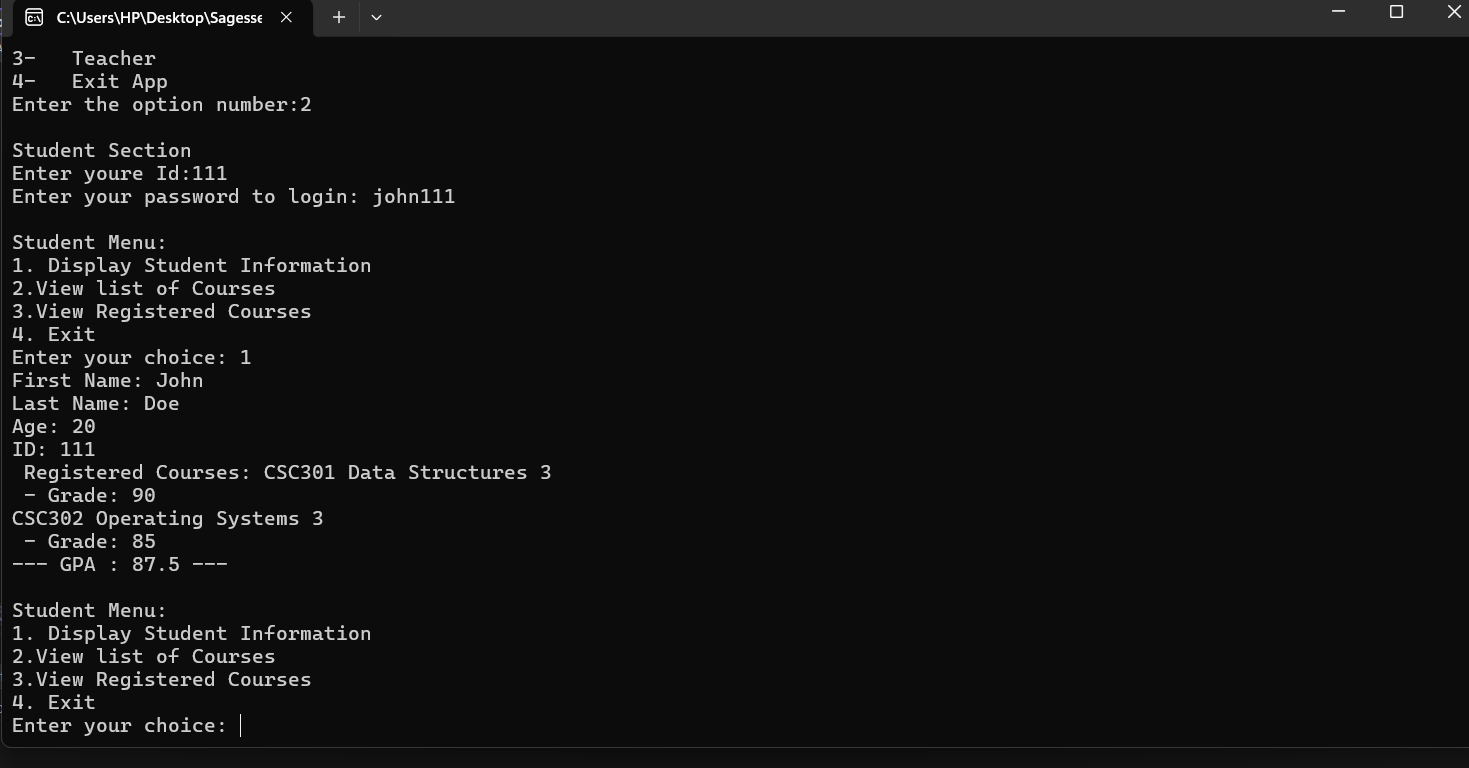 C:\Users\HP\Desktop\Sagesse
3-   Teacher
4-   Exit App
Enter the option number:2
Student Section
Enter youre Id:111
Enter your password to login: john111
Student Menu:
1. Display Student Information
2.View list of Courses
3.View Registered Courses
4. Exit
Enter your choice: 1
First Name: John
Last Name: Doe
Age: 20
ID: 111
 Registered Courses: CSC301 Data Structures 3
 - Grade: 90
CSC302 Operating Systems 3
 - Grade: 85
--- GPA : 87.5 ---
Student Menu:
1. Display Student Information
2.View list of Courses
3.View Registered Courses
4. Exit
Enter your choice: